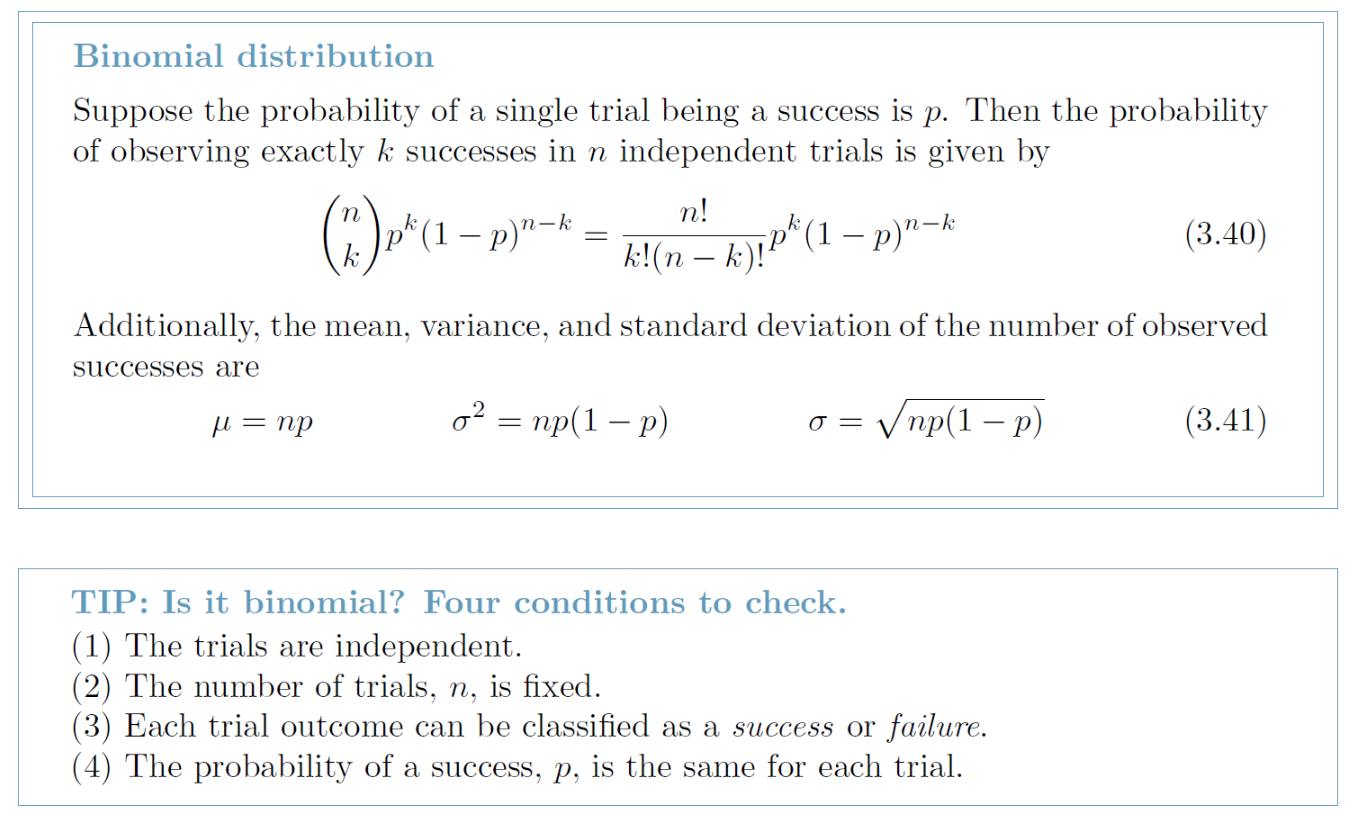 Binomial distribution
Suppose the probability of a single trial being a success is p. Then the probability
of observing exactly k successes in n independent trials is given by
$\binom{n}{k} p^k (1 - p)^{n-k} = \frac{n!}{k!(n - k)!} p^k (1 - p)^{n-k}$ (3.40)
Additionally, the mean, variance, and standard deviation of the number of observed
successes are
$\mu = np$ $\sigma^2 = np(1 - p)$ $\sigma = \sqrt{np(1 - p)}$ (3.41)
TIP: Is it binomial? Four conditions to check.
(1) The trials are independent.
(2) The number of trials, n, is fixed.
(3) Each trial outcome can be classified as a success or failure.
(4) The probability of a success, p, is the same for each trial.